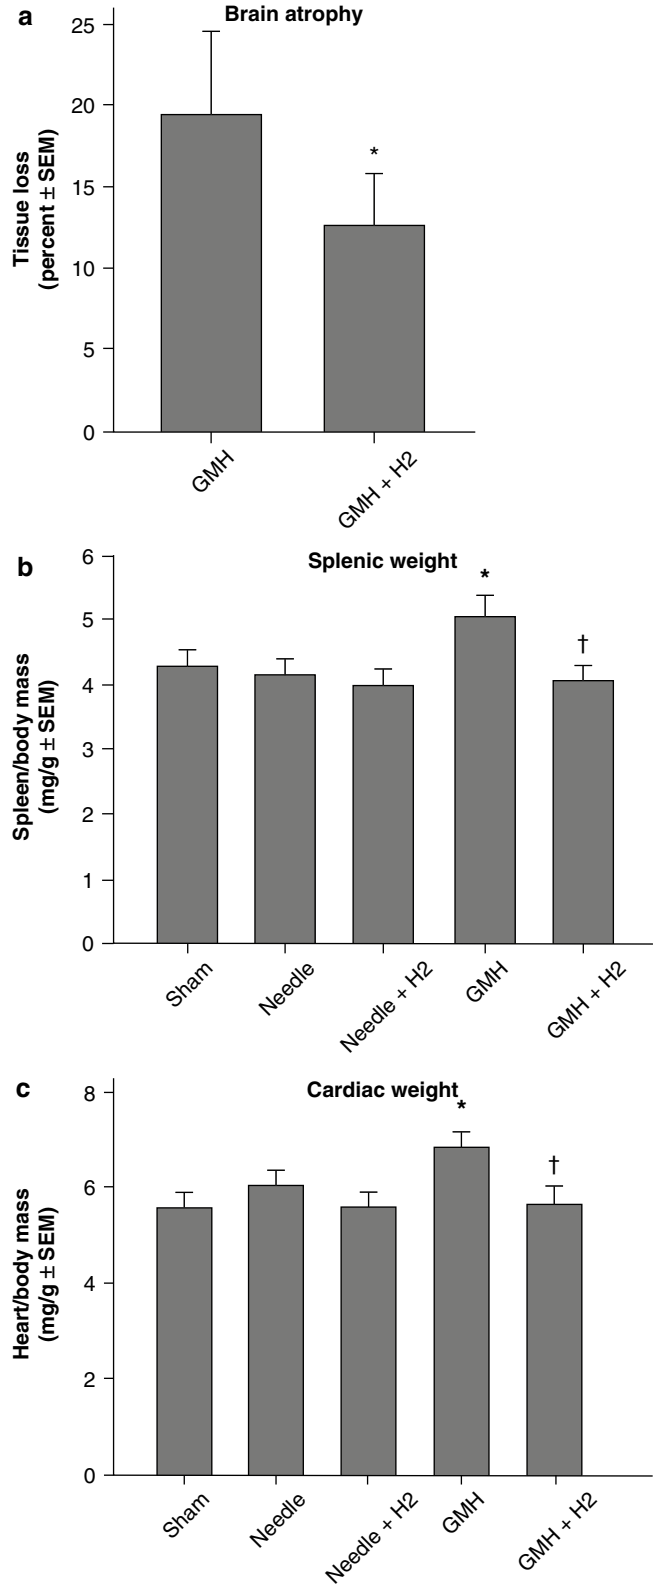 a
Brain atrophy
Tissue loss
(percent ± SEM)
25
20
15
10
5
0
*
GMH
GMH + H2
b
Splenic weight
Spleen/body mass
(mg/g ± SEM)
6
5
4
3
2
1
0
*
†
Sham
Needle
Needle + H2
GMH
GMH + H2
c
Cardiac weight
Heart/body mass
(mg/g ± SEM)
8
6
4
2
0
*
†
Sham
Needle
Needle + H2
GMH
GMH + H2